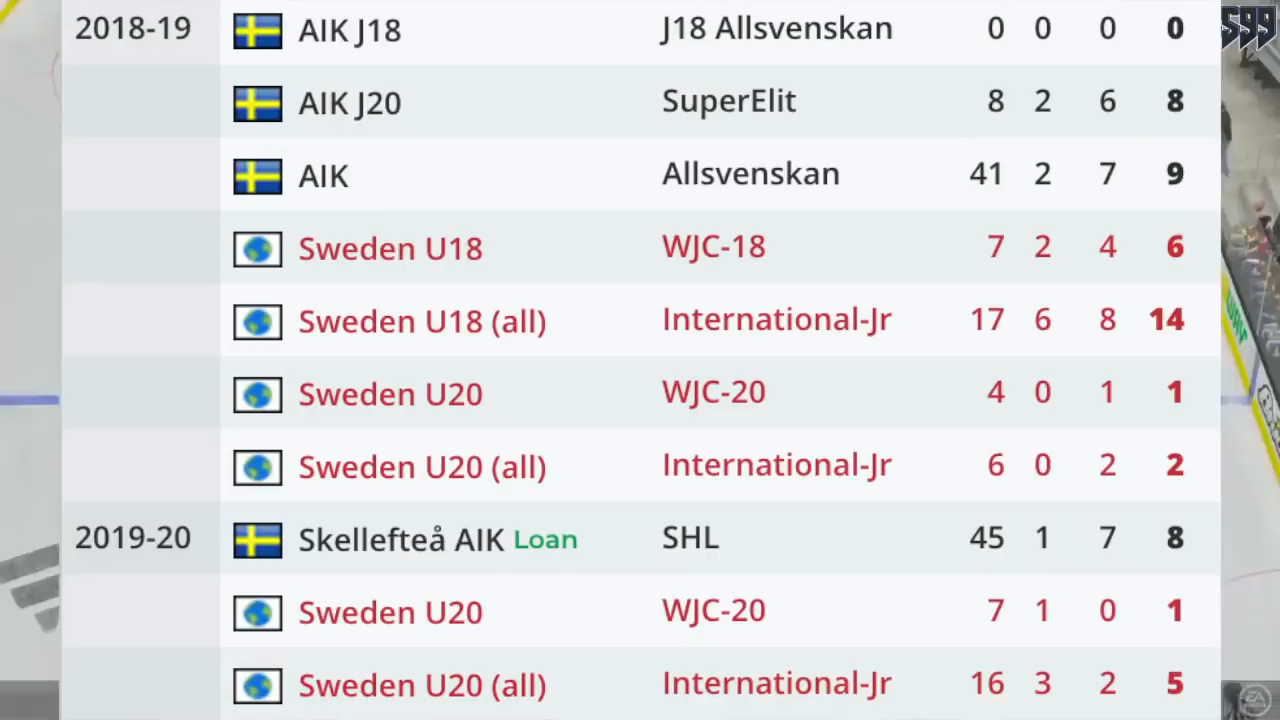 2018-19 AIK J18 J18 Allsvenskan 0 0 0 0
AIK J20 SuperElit 8 2 6 8
AIK Allsvenskan 41 2 7 9
Sweden U18 WJC-18 7 2 4 6
Sweden U18 (all) International-Jr 17 6 8 14
Sweden U20 WJC-20 4 0 1 1
Sweden U20 (all) International-Jr 6 0 2 2
2019-20 Skellefteå AIK Loan SHL 45 1 7 8
Sweden U20 WJC-20 7 1 0 1
Sweden U20 (all) International-Jr 16 3 2 5
S99
EA